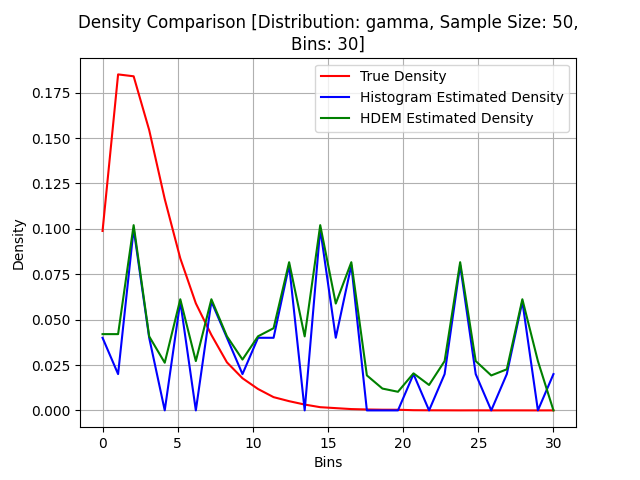 Density Comparison [Distribution: gamma, Sample Size: 50,
Bins: 30]
True Density
Histogram Estimated Density
HDEM Estimated Density
Density
0.175
0.150
0.125
0.100
0.075
0.050
0.025
0.000
0 5 10 15 20 25 30
Bins